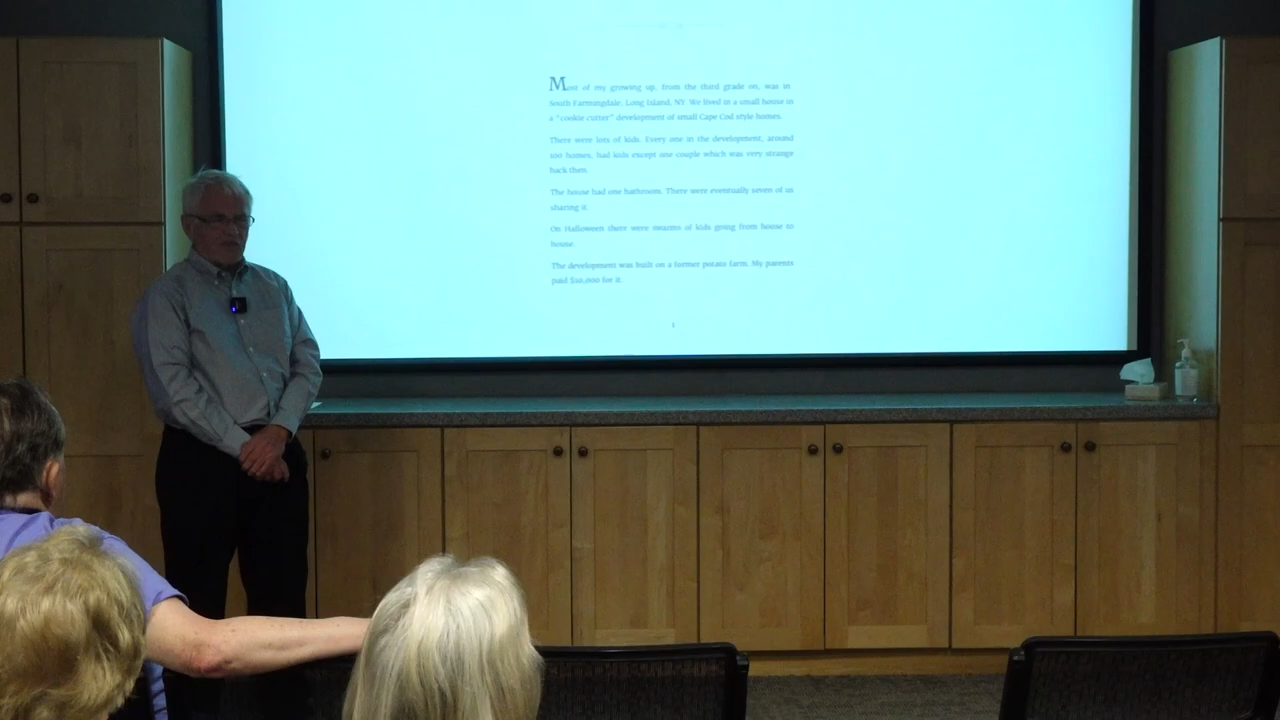 Most of my growing up, from the third grade on, was in
South Farmingdale, Long Island, NY. We lived in a small house in
a "cookie cutter" development of small Cape Cod style homes.
There were lots of kids. Every one in the development, around
100 homes, had kids except one couple which was very strange
back then.
The house had one bathroom. There were eventually seven of us
sharing it.
On Halloween there were swarms of kids going from house to
house.
The development was built on a former potato farm. My parents
paid for it.